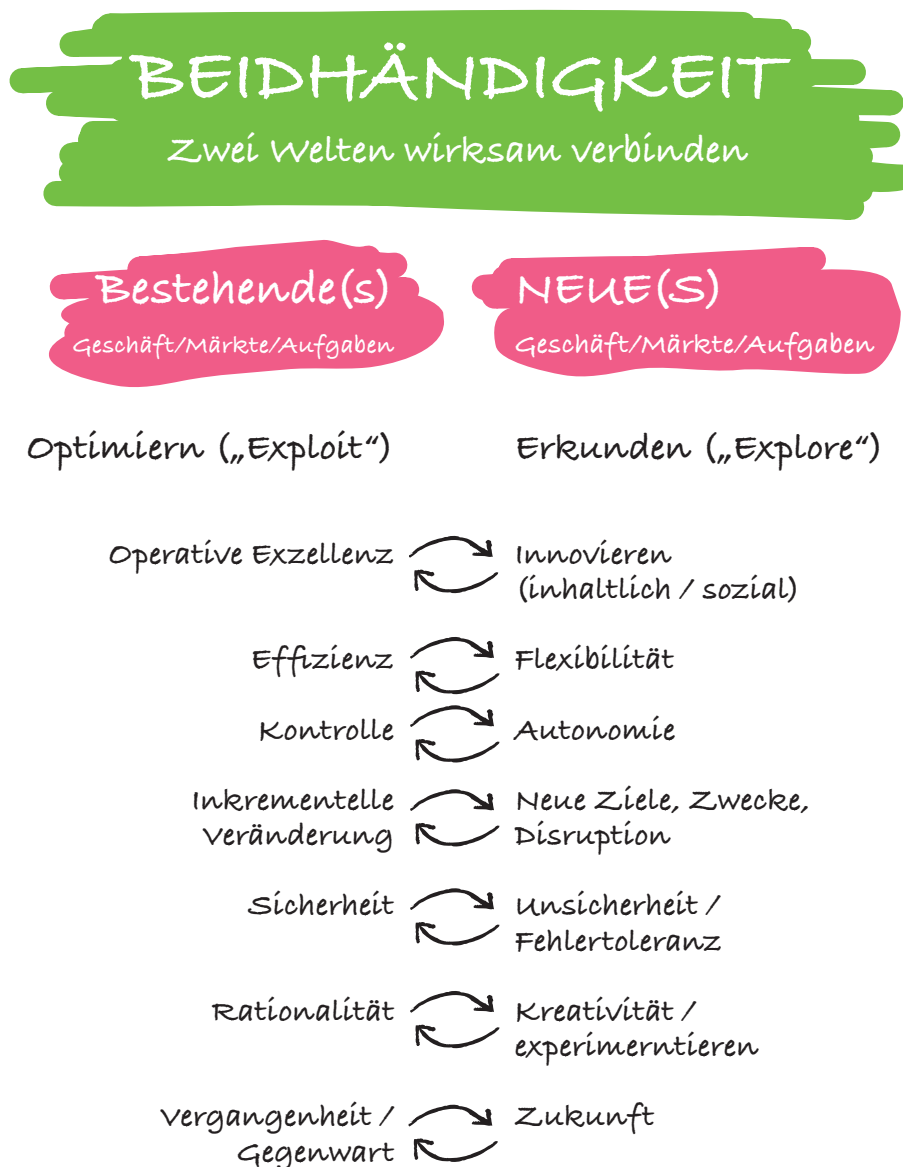 BEIDHÄNDIGKEIT
Zwei Welten wirksam verbinden
Bestehende(s)
Geschäft/Märkte/Aufgaben
NEUE(S)
Geschäft/Märkte/Aufgaben
Optimiern („Exploit“)
Erkunden („Explore“)
Operative Exzellenz
Innovieren
(inhaltlich / sozial)
Effizienz
Flexibilität
Kontrolle
Autonomie
Inkrementelle
Veränderung
Neue Ziele, Zwecke,
Disruption
Sicherheit
Unsicherheit /
Fehlertoleranz
Rationalität
Kreativität /
experimerntieren
Vergangenheit /
Gegenwart
Zukunft